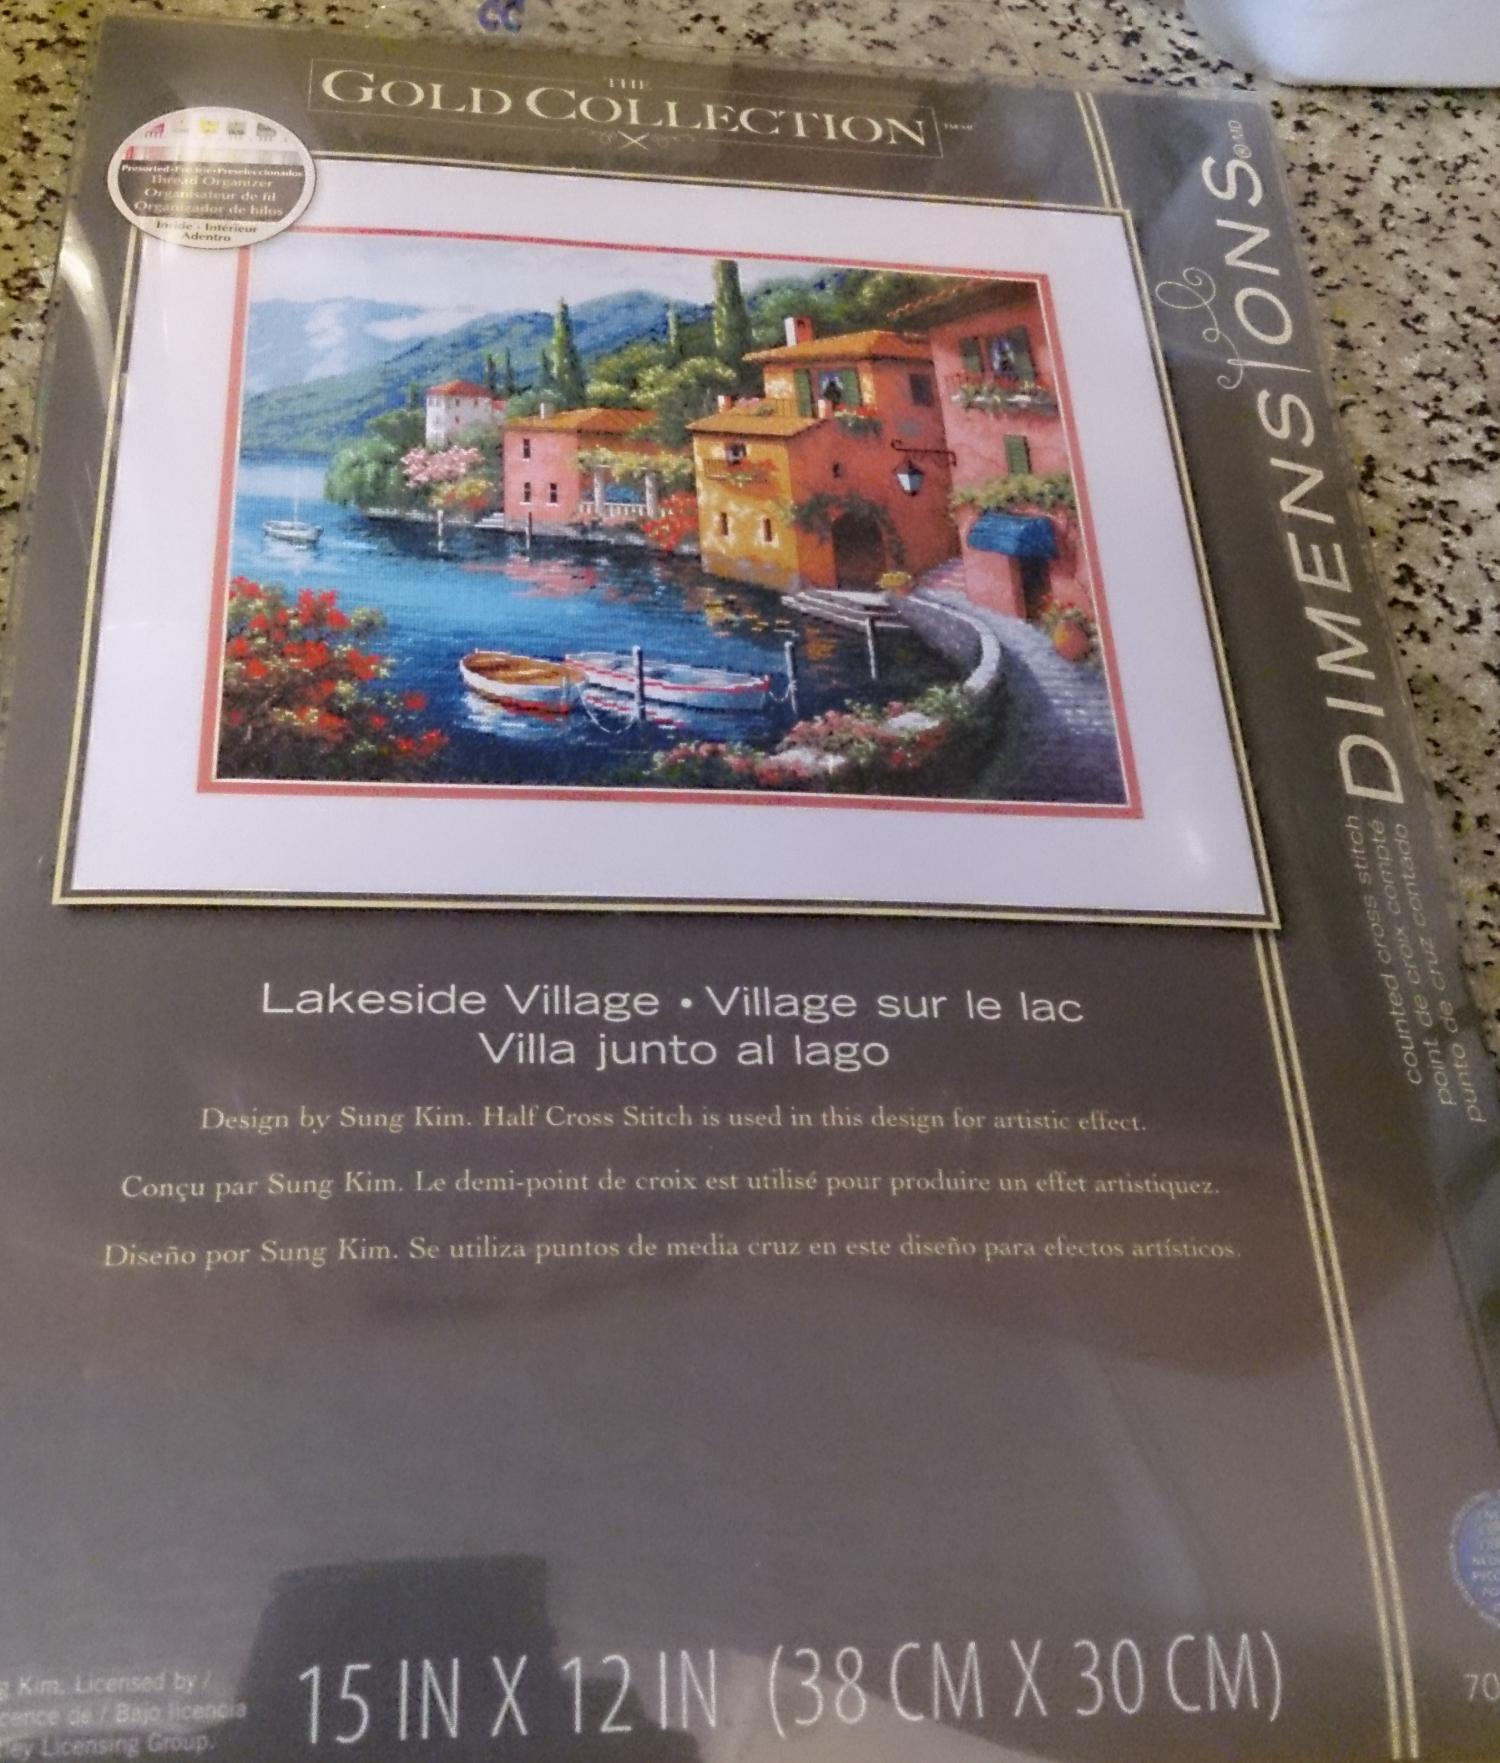 THE
GOLD COLLECTION
Presorted
Thread Organizer
Organisateur de fil
Organizador de hilos
Inside · Intérieur
Adentro
DIMENSIONS
counted cross stitch
point de croix compté
punto de cruz contado
Lakeside Village • Village sur le lac
Villa junto al lago
Design by Sung Kim. Half Cross Stitch is used in this design for artistic effect.
Conçu par Sung Kim. Le demi-point de croix est utilisé pour produire un effet artistiquez.
Diseño por Sung Kim. Se utiliza puntos de media cruz en este diseño para efectos artísticos.
Kim. Licensed by /
de / Bajo licencia
Licensing Group.
15 IN X 12 IN (38 CM X 30 CM)
70